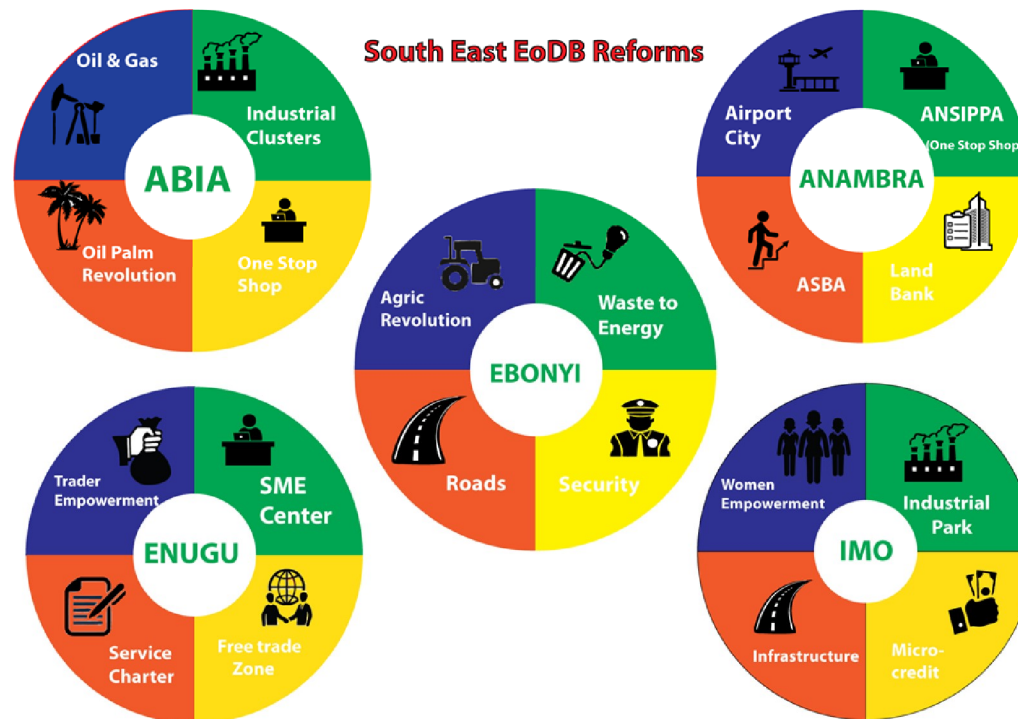 South East EoDB Reforms
Oil & Gas
Industrial
Clusters
ABIA
Oil Palm
Revolution
One Stop
Shop
Airport
City
ANSIPPA
(One Stop Shop
ANAMBRA
ASBA
Land
Bank
Agric
Revolution
Waste to
Energy
EBONYI
Roads
Security
Trader
Empowerment
SME
Center
ENUGU
Service
Charter
Free trade
Zone
Women
Empowerment
Industrial
Park
IMO
Infrastructure
Micro-
credit